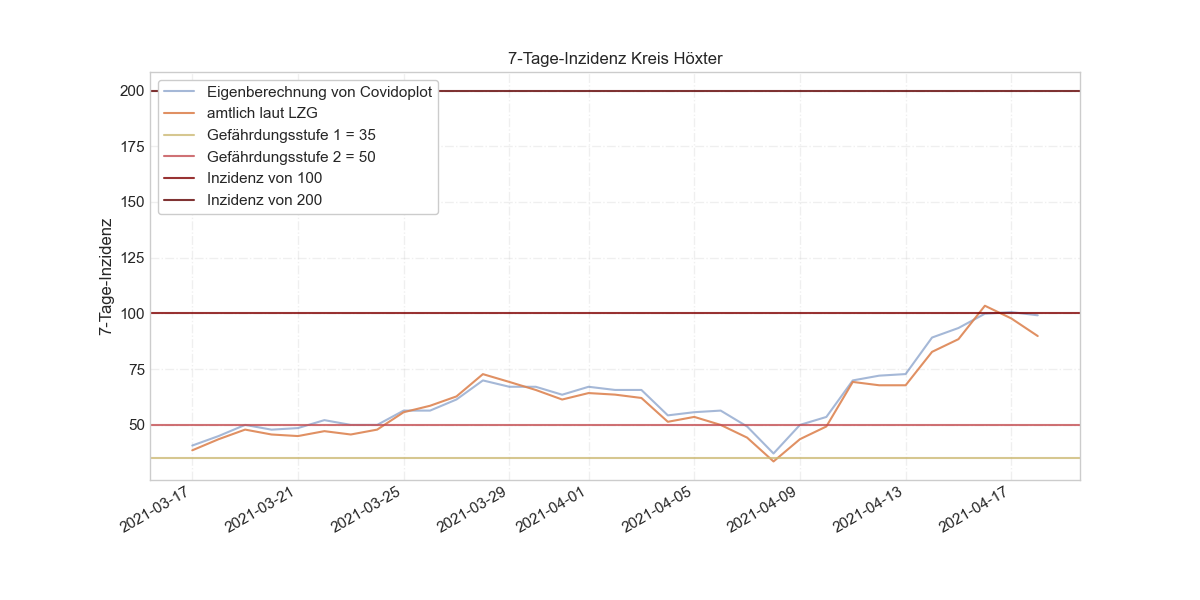 7-Tage-Inzidenz Kreis Höxter
Eigenberechnung von Covidoplot
amtlich laut LZG
Gefährdungsstufe 1 = 35
Gefährdungsstufe 2 = 50
Inzidenz von 100
Inzidenz von 200
7-Tage-Inzidenz
200
175
150
125
100
75
50
2021-03-17
2021-03-21
2021-03-25
2021-03-29
2021-04-01
2021-04-05
2021-04-09
2021-04-13
2021-04-17